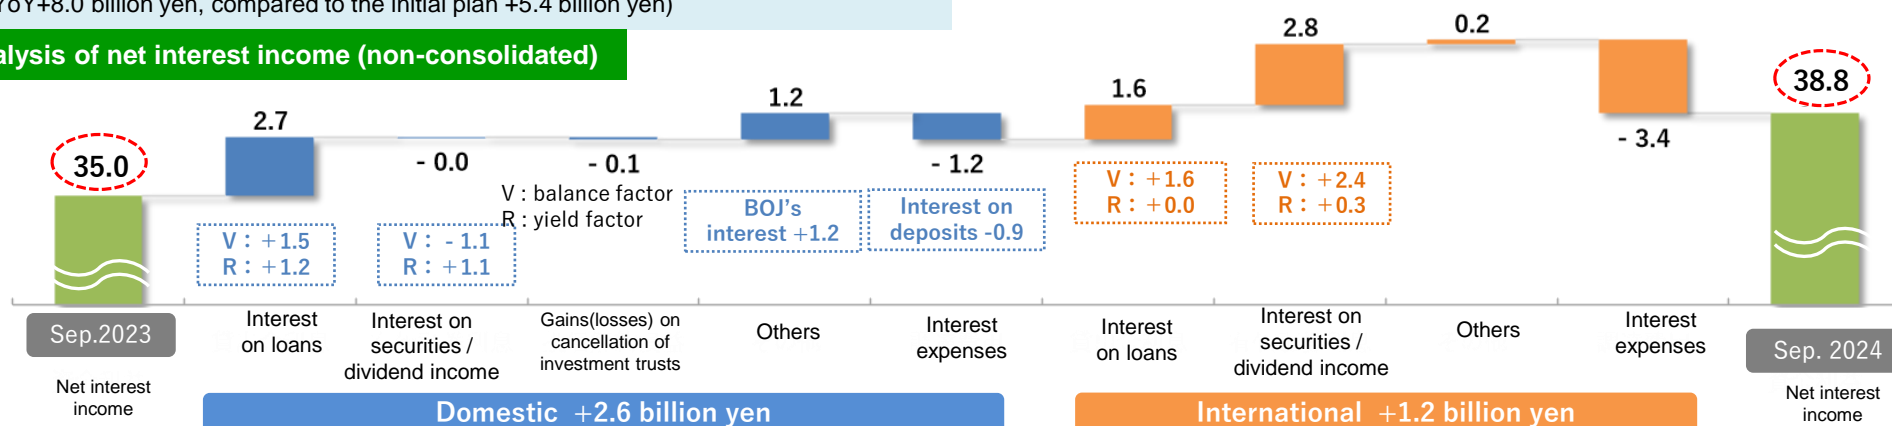 YoY+8.0 billion yen, compared to the initial plan +5.4 billion yen)
alysis of net interest income (non-consolidated)
35.0
2.7
- 0.0
- 0.1
1.2
- 1.2
1.6
2.8
0.2
- 3.4
38.8
V : balance factor
R : yield factor
V : +1.5
R : +1.2
V : - 1.1
R : +1.1
BOJ's
interest +1.2
Interest on
deposits -0.9
V : +1.6
R : +0.0
V : +2.4
R : +0.3
Sep.2023
Net interest
income
Interest
on loans
Interest on
securities /
dividend income
Gains(losses) on
cancellation of
investment trusts
Others
Interest
expenses
Interest
on loans
Interest on
securities /
dividend income
Others
Interest
expenses
Sep. 2024
Net interest
income
Domestic +2.6 billion yen
International +1.2 billion yen